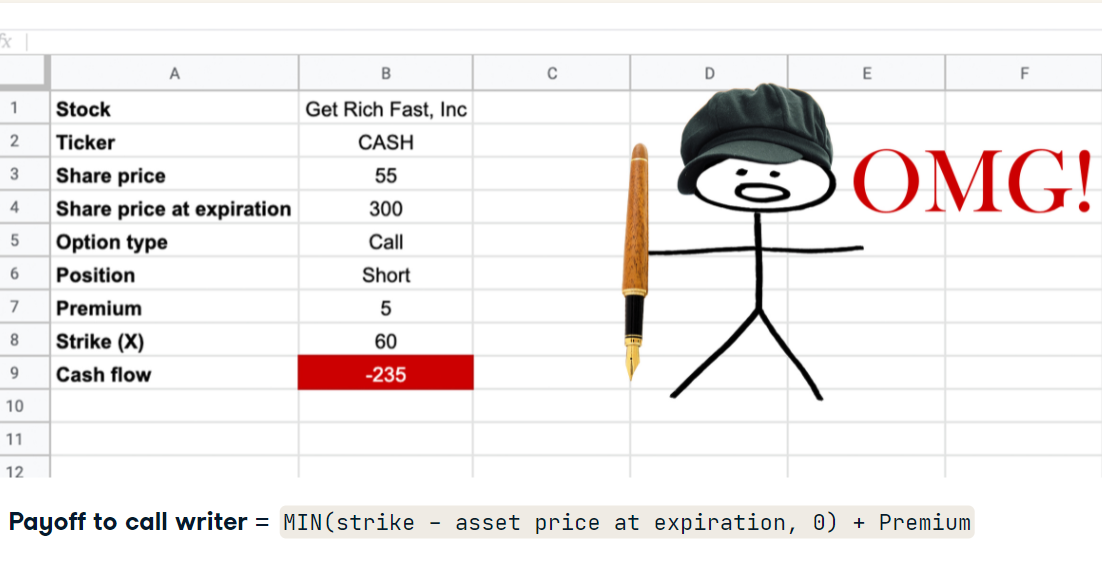 fx
A B C D E F
1 Stock Get Rich Fast, Inc
2 Ticker CASH
3 Share price 55
4 Share price at expiration 300
5 Option type Call
6 Position Short
7 Premium 5
8 Strike (X) 60
9 Cash flow -235
10
11
12
OMG!
Payoff to call writer = MIN(strike - asset price at expiration, 0) + Premium